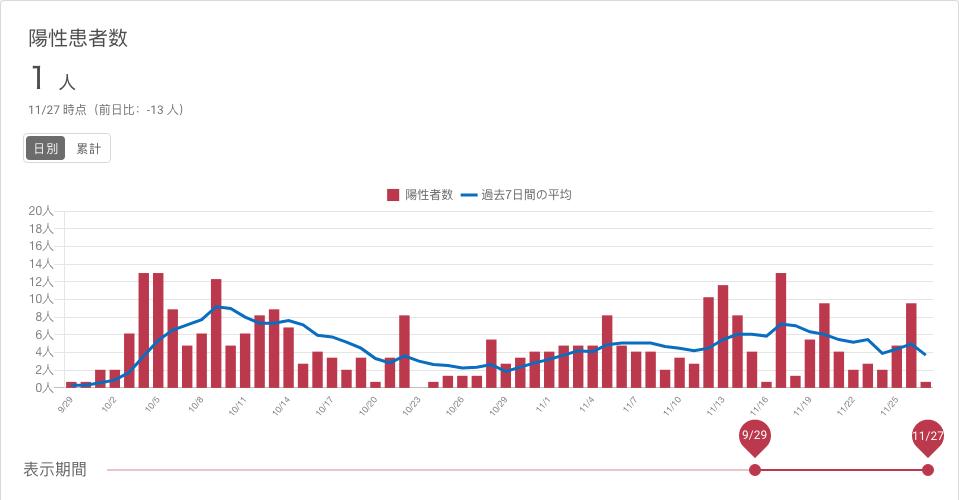 陽性患者数
1 人
11/27 時点（前日比：-13 人）
日別 累計
陽性者数 過去7日間の平均
20人
18人
16人
14人
12人
10人
8人
6人
4人
2人
0人
9/29 10/2 10/5 10/8 10/11 10/14 10/17 10/20 10/23 10/26 10/29 11/1 11/4 11/7 11/10 11/13 11/16 11/19 11/22 11/25
9/29 11/27
表示期間